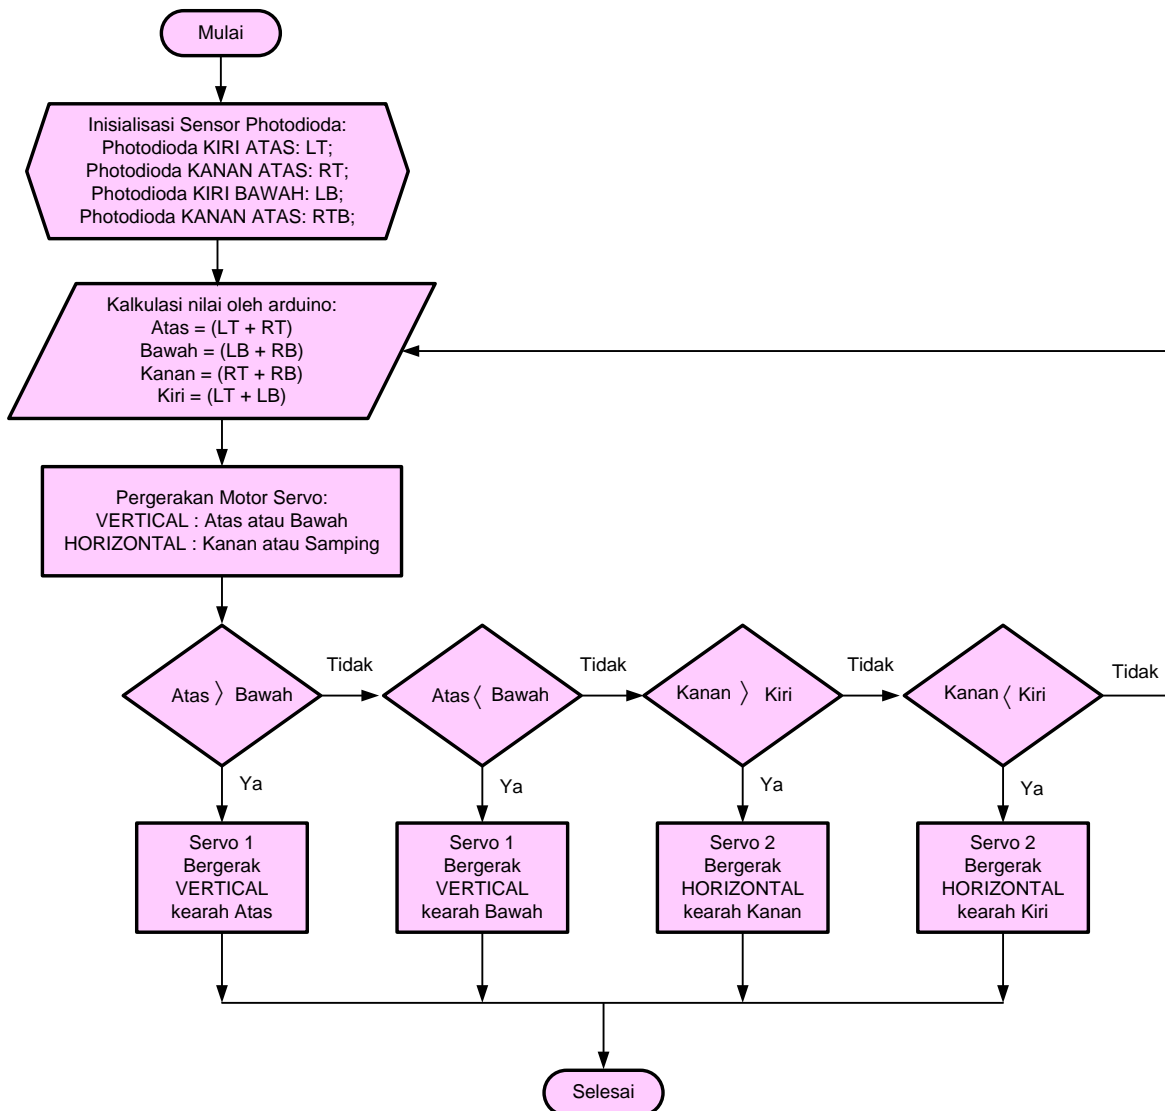 Mulai
Inisialisasi Sensor Photodioda:
Photodioda KIRI ATAS: LT;
Photodioda KANAN ATAS: RT;
Photodioda KIRI BAWAH: LB;
Photodioda KANAN ATAS: RTB;
Kalkulasi nilai oleh arduino:
Atas = (LT + RT)
Bawah = (LB + RB)
Kanan = (RT + RB)
Kiri = (LT + LB)
Pergerakan Motor Servo:
VERTICAL : Atas atau Bawah
HORIZONTAL : Kanan atau Samping
Atas 〉 Bawah
Tidak
Atas 〈 Bawah
Tidak
Kanan 〉 Kiri
Tidak
Kanan 〈 Kiri
Tidak
Ya
Ya
Ya
Ya
Servo 1
Bergerak
VERTICAL
kearah Atas
Servo 1
Bergerak
VERTICAL
kearah Bawah
Servo 2
Bergerak
HORIZONTAL
kearah Kanan
Servo 2
Bergerak
HORIZONTAL
kearah Kiri
Selesai